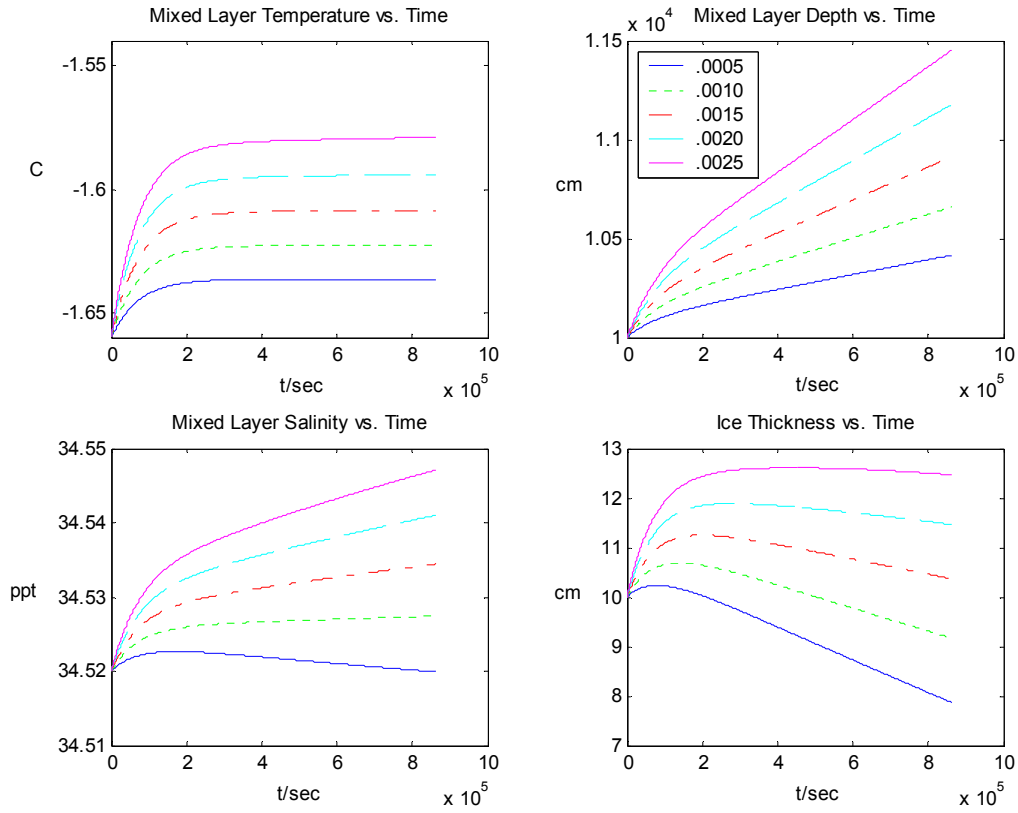 Mixed Layer Temperature vs. Time
-1.55
-1.6
-1.65
C
0 2 4 6 8 10
t/sec
x 10^5
Mixed Layer Depth vs. Time
x 10^4
1.15
1.1
1.05
1
cm
.0005
.0010
.0015
.0020
.0025
0 2 4 6 8 10
t/sec
x 10^5
Mixed Layer Salinity vs. Time
34.55
34.54
34.53
34.52
34.51
ppt
0 2 4 6 8 10
t/sec
x 10^5
Ice Thickness vs. Time
13
12
11
10
9
8
7
cm
0 2 4 6 8 10
t/sec
x 10^5